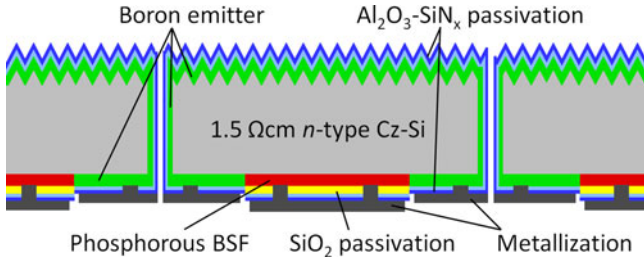 Boron emitter
Al₂O₃-SiNₓ passivation
1.5 Ωcm n-type Cz-Si
Phosphorous BSF
SiO₂ passivation
Metallization